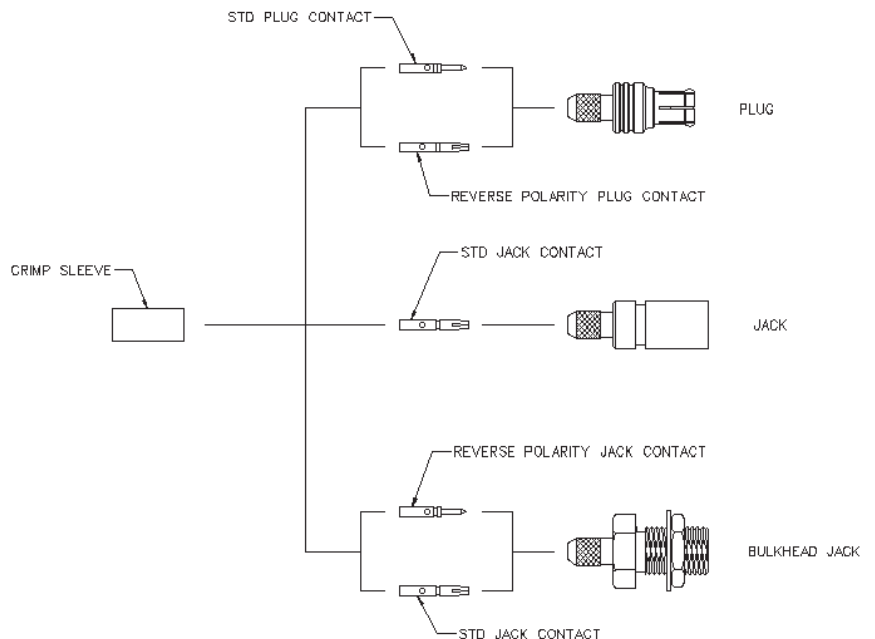 STD PLUG CONTACT
PLUG
REVERSE POLARITY PLUG CONTACT
STD JACK CONTACT
CRIMP SLEEVE
JACK
REVERSE POLARITY JACK CONTACT
BULKHEAD JACK
STD JACK CONTACT